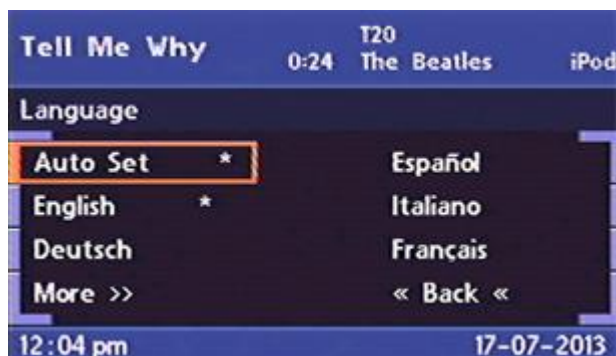 Tell Me Why 0:24 T20 The Beatles iPod
Language
Auto Set * Español
English * Italiano
Deutsch Français
More >> « Back «
12:04 pm 17-07-2013